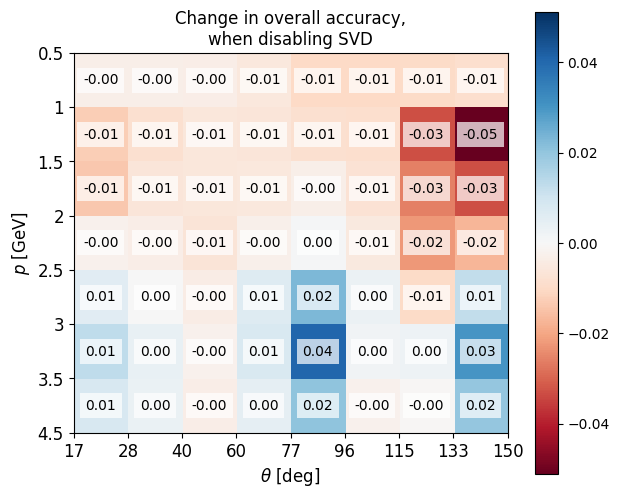 Change in overall accuracy,
when disabling SVD
0.5
-0.00 -0.00 -0.00 -0.01 -0.01 -0.01 -0.01 -0.01
1
-0.01 -0.01 -0.01 -0.01 -0.01 -0.01 -0.03 -0.05
1.5
-0.01 -0.01 -0.01 -0.01 -0.00 -0.01 -0.03 -0.03
2
-0.00 -0.00 -0.01 -0.00 0.00 -0.01 -0.02 -0.02
2.5
0.01 0.00 -0.00 0.01 0.02 0.00 -0.01 0.01
3
0.01 0.00 -0.00 0.01 0.04 0.00 0.00 0.03
3.5
0.01 0.00 -0.00 0.00 0.02 -0.00 -0.00 0.02
4.5
p [GeV]
17 28 40 60 77 96 115 133 150
θ [deg]
0.04
0.02
0.00
−0.02
−0.04